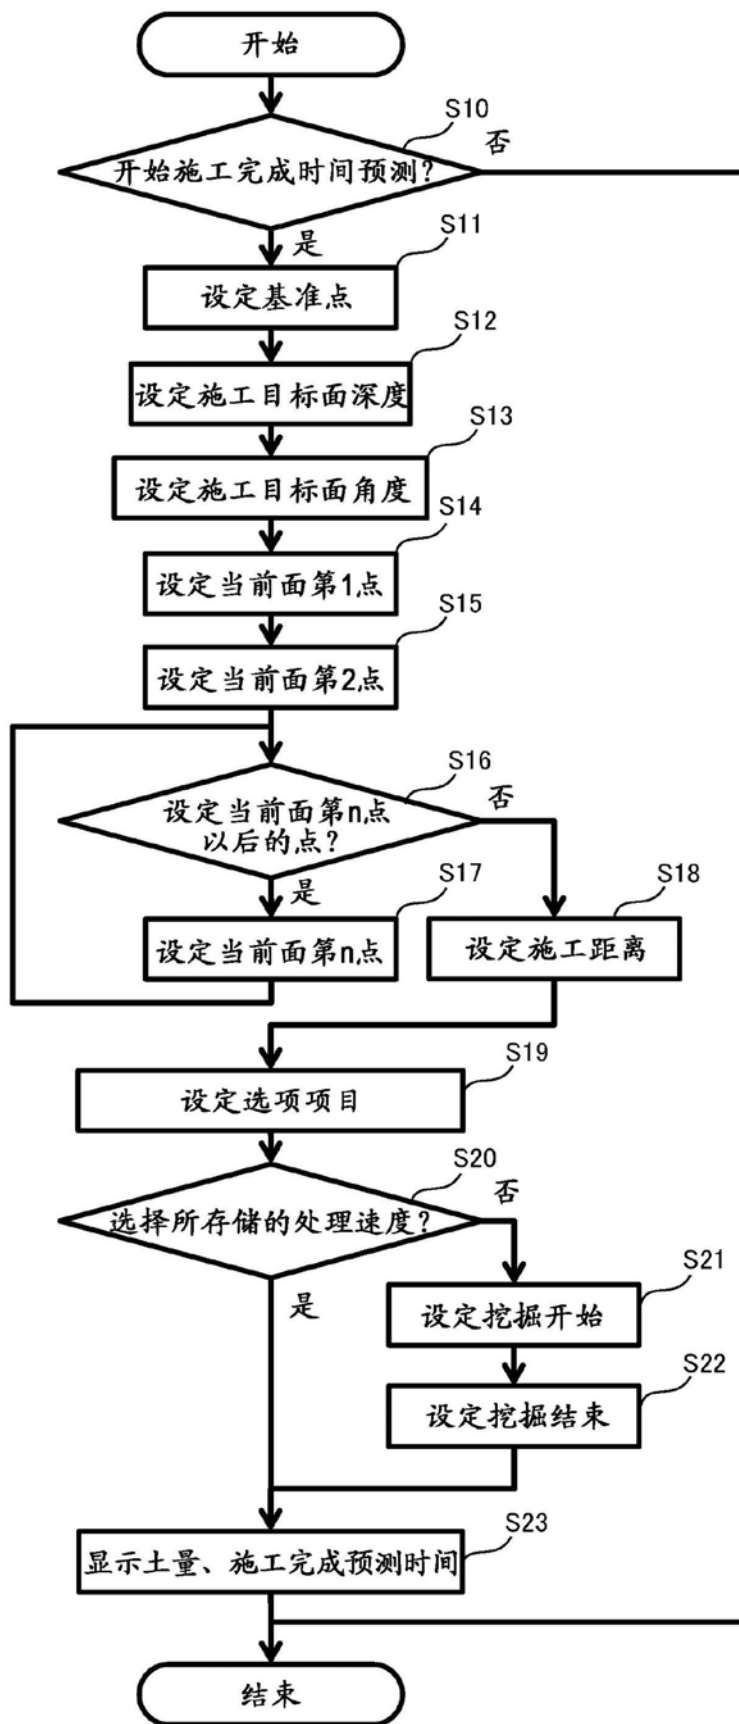 开始
S10
否
开始施工完成时间预测?
是
S11
设定基准点
S12
设定施工目标面深度
S13
设定施工目标面角度
S14
设定当前面第1点
S15
设定当前面第2点
S16
否
设定当前面第n点
以后的点?
是
S17
设定当前面第n点
S18
设定施工距离
S19
设定选项项目
S20
否
选择所存储的处理速度?
是
S21
设定挖掘开始
S22
设定挖掘结束
S23
显示土量、施工完成预测时间
结束